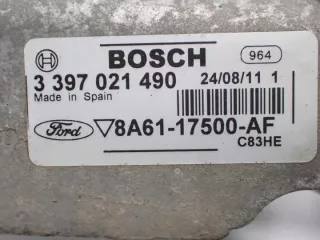 BOSCH 964
3 397 021 490 24/08/11 1
Made in Spain
Ford 8A61-17500-AF
C83HE